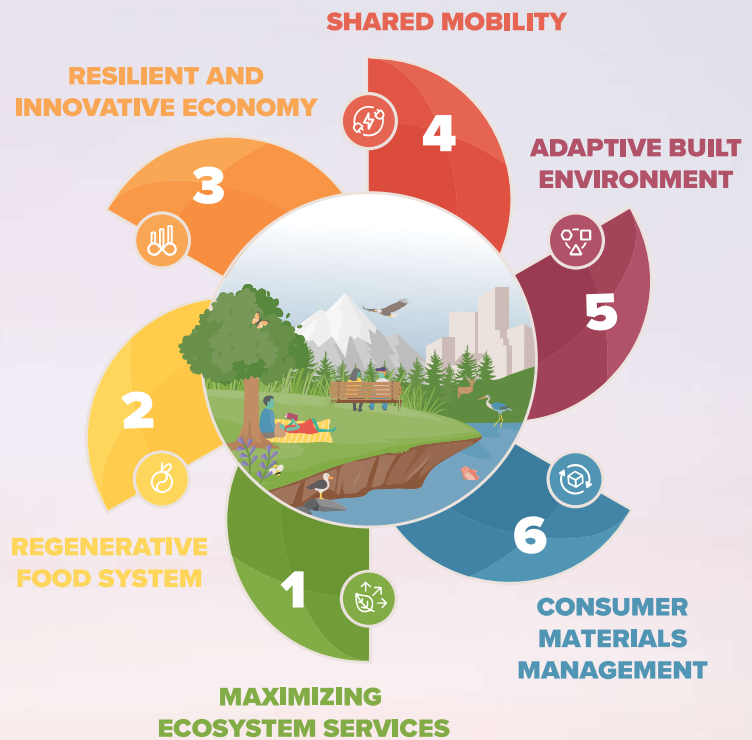 SHARED MOBILITY
4
RESILIENT AND
INNOVATIVE ECONOMY
3
ADAPTIVE BUILT
ENVIRONMENT
5
2
REGENERATIVE
FOOD SYSTEM
6
CONSUMER
MATERIALS
MANAGEMENT
1
MAXIMIZING
ECOSYSTEM SERVICES